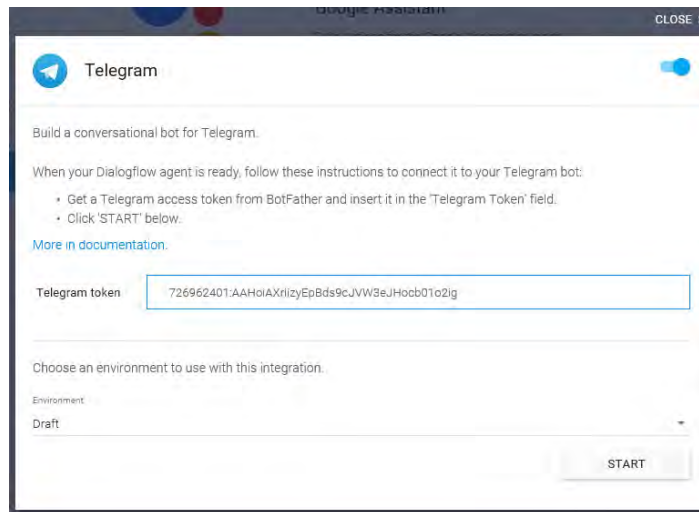 Google Assistant
CLOSE
Telegram
Build a conversational bot for Telegram.
When your Dialogflow agent is ready, follow these instructions to connect it to your Telegram bot:
• Get a Telegram access token from BotFather and insert it in the 'Telegram Token' field.
• Click 'START' below.
More in documentation.
Telegram token
Choose an environment to use with this integration.
Environment
Draft
START